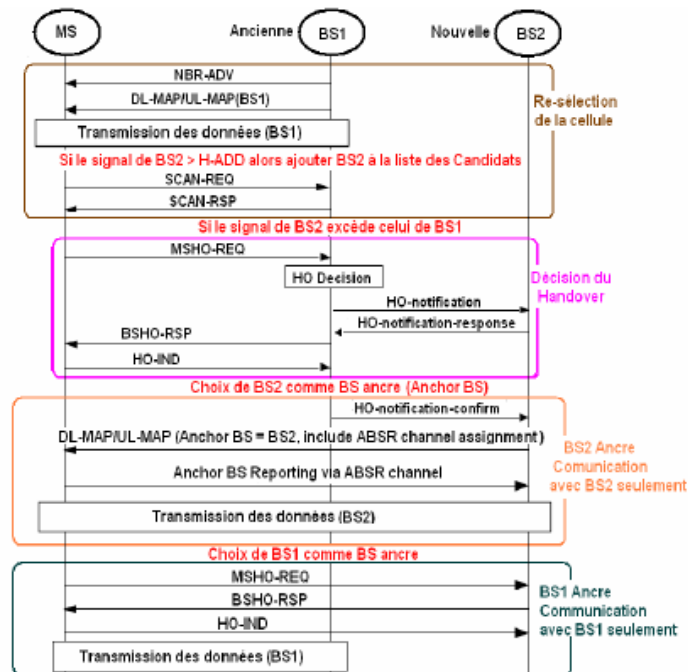 MS
Ancienne
BS1
Nouvelle
BS2
NBR-ADV
DL-MAP/UL-MAP(BS1)
Re-sélection
de la cellule
Transmission des données (BS1)
Si le signal de BS2 > H-ADD alors ajouter BS2 à la liste des Candidats
SCAN-REQ
SCAN-RSP
Si le signal de BS2 excède celui de BS1
MSHO-REQ
HO Decision
Décision du
Handover
HO-notification
HO-notification-response
BSHO-RSP
HO-IND
Choix de BS2 comme BS ancre (Anchor BS)
HO-notification-confirm
DL-MAP/UL-MAP (Anchor BS = BS2, include ABSR channel assignment)
BS2 Ancre
Comunication
avec BS2 seulement
Anchor BS Reporting via ABSR channel
Transmission des données (BS2)
Choix de BS1 comme BS ancre
MSHO-REQ
BSHO-RSP
BS1 Ancre
Communication
avec BS1 seulement
HO-IND
Transmission des données (BS1)